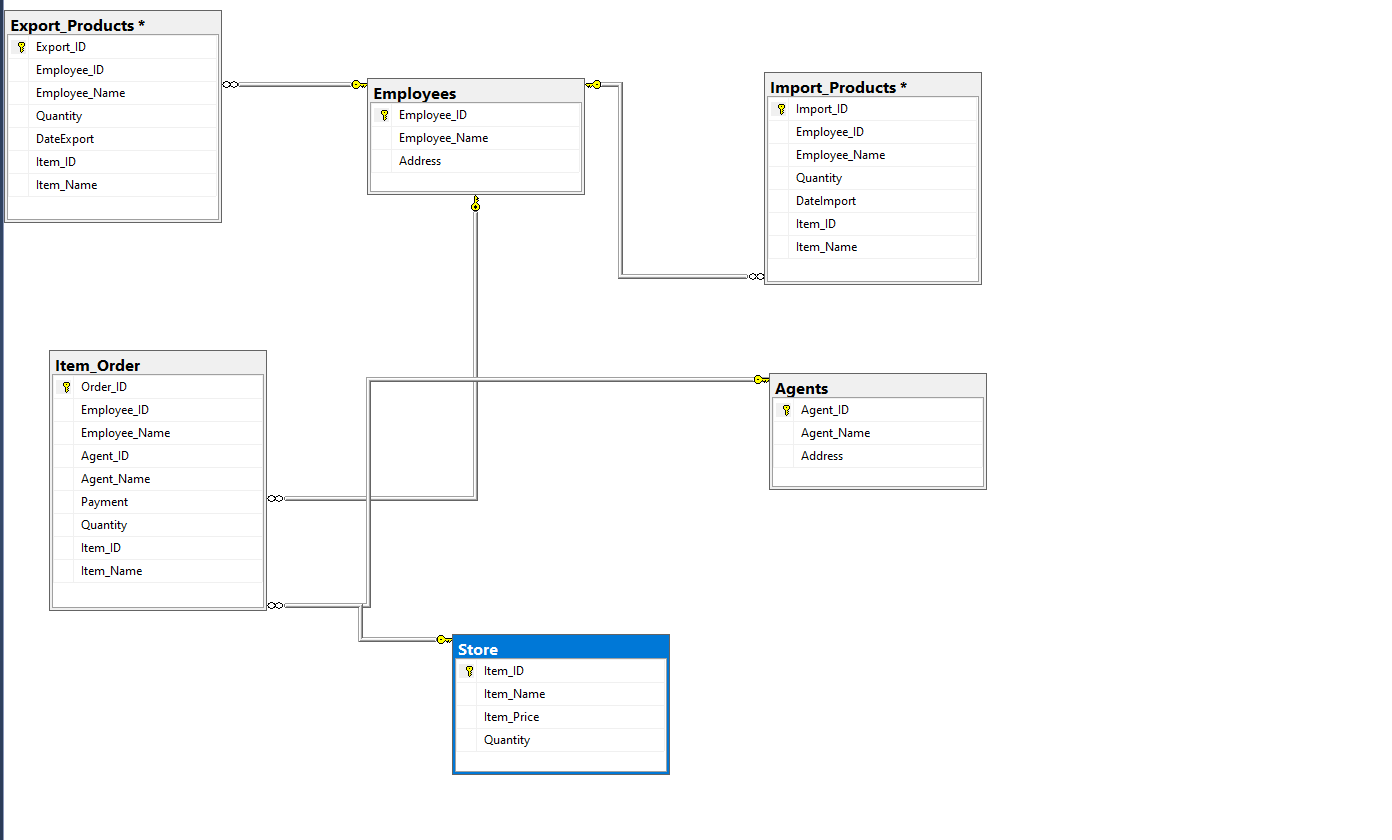 Export_Products *
Export_ID
Employee_ID
Employee_Name
Quantity
DateExport
Item_ID
Item_Name
Employees
Employee_ID
Employee_Name
Address
Import_Products *
Import_ID
Employee_ID
Employee_Name
Quantity
DateImport
Item_ID
Item_Name
Item_Order
Order_ID
Employee_ID
Employee_Name
Agent_ID
Agent_Name
Payment
Quantity
Item_ID
Item_Name
Agents
Agent_ID
Agent_Name
Address
Store
Item_ID
Item_Name
Item_Price
Quantity